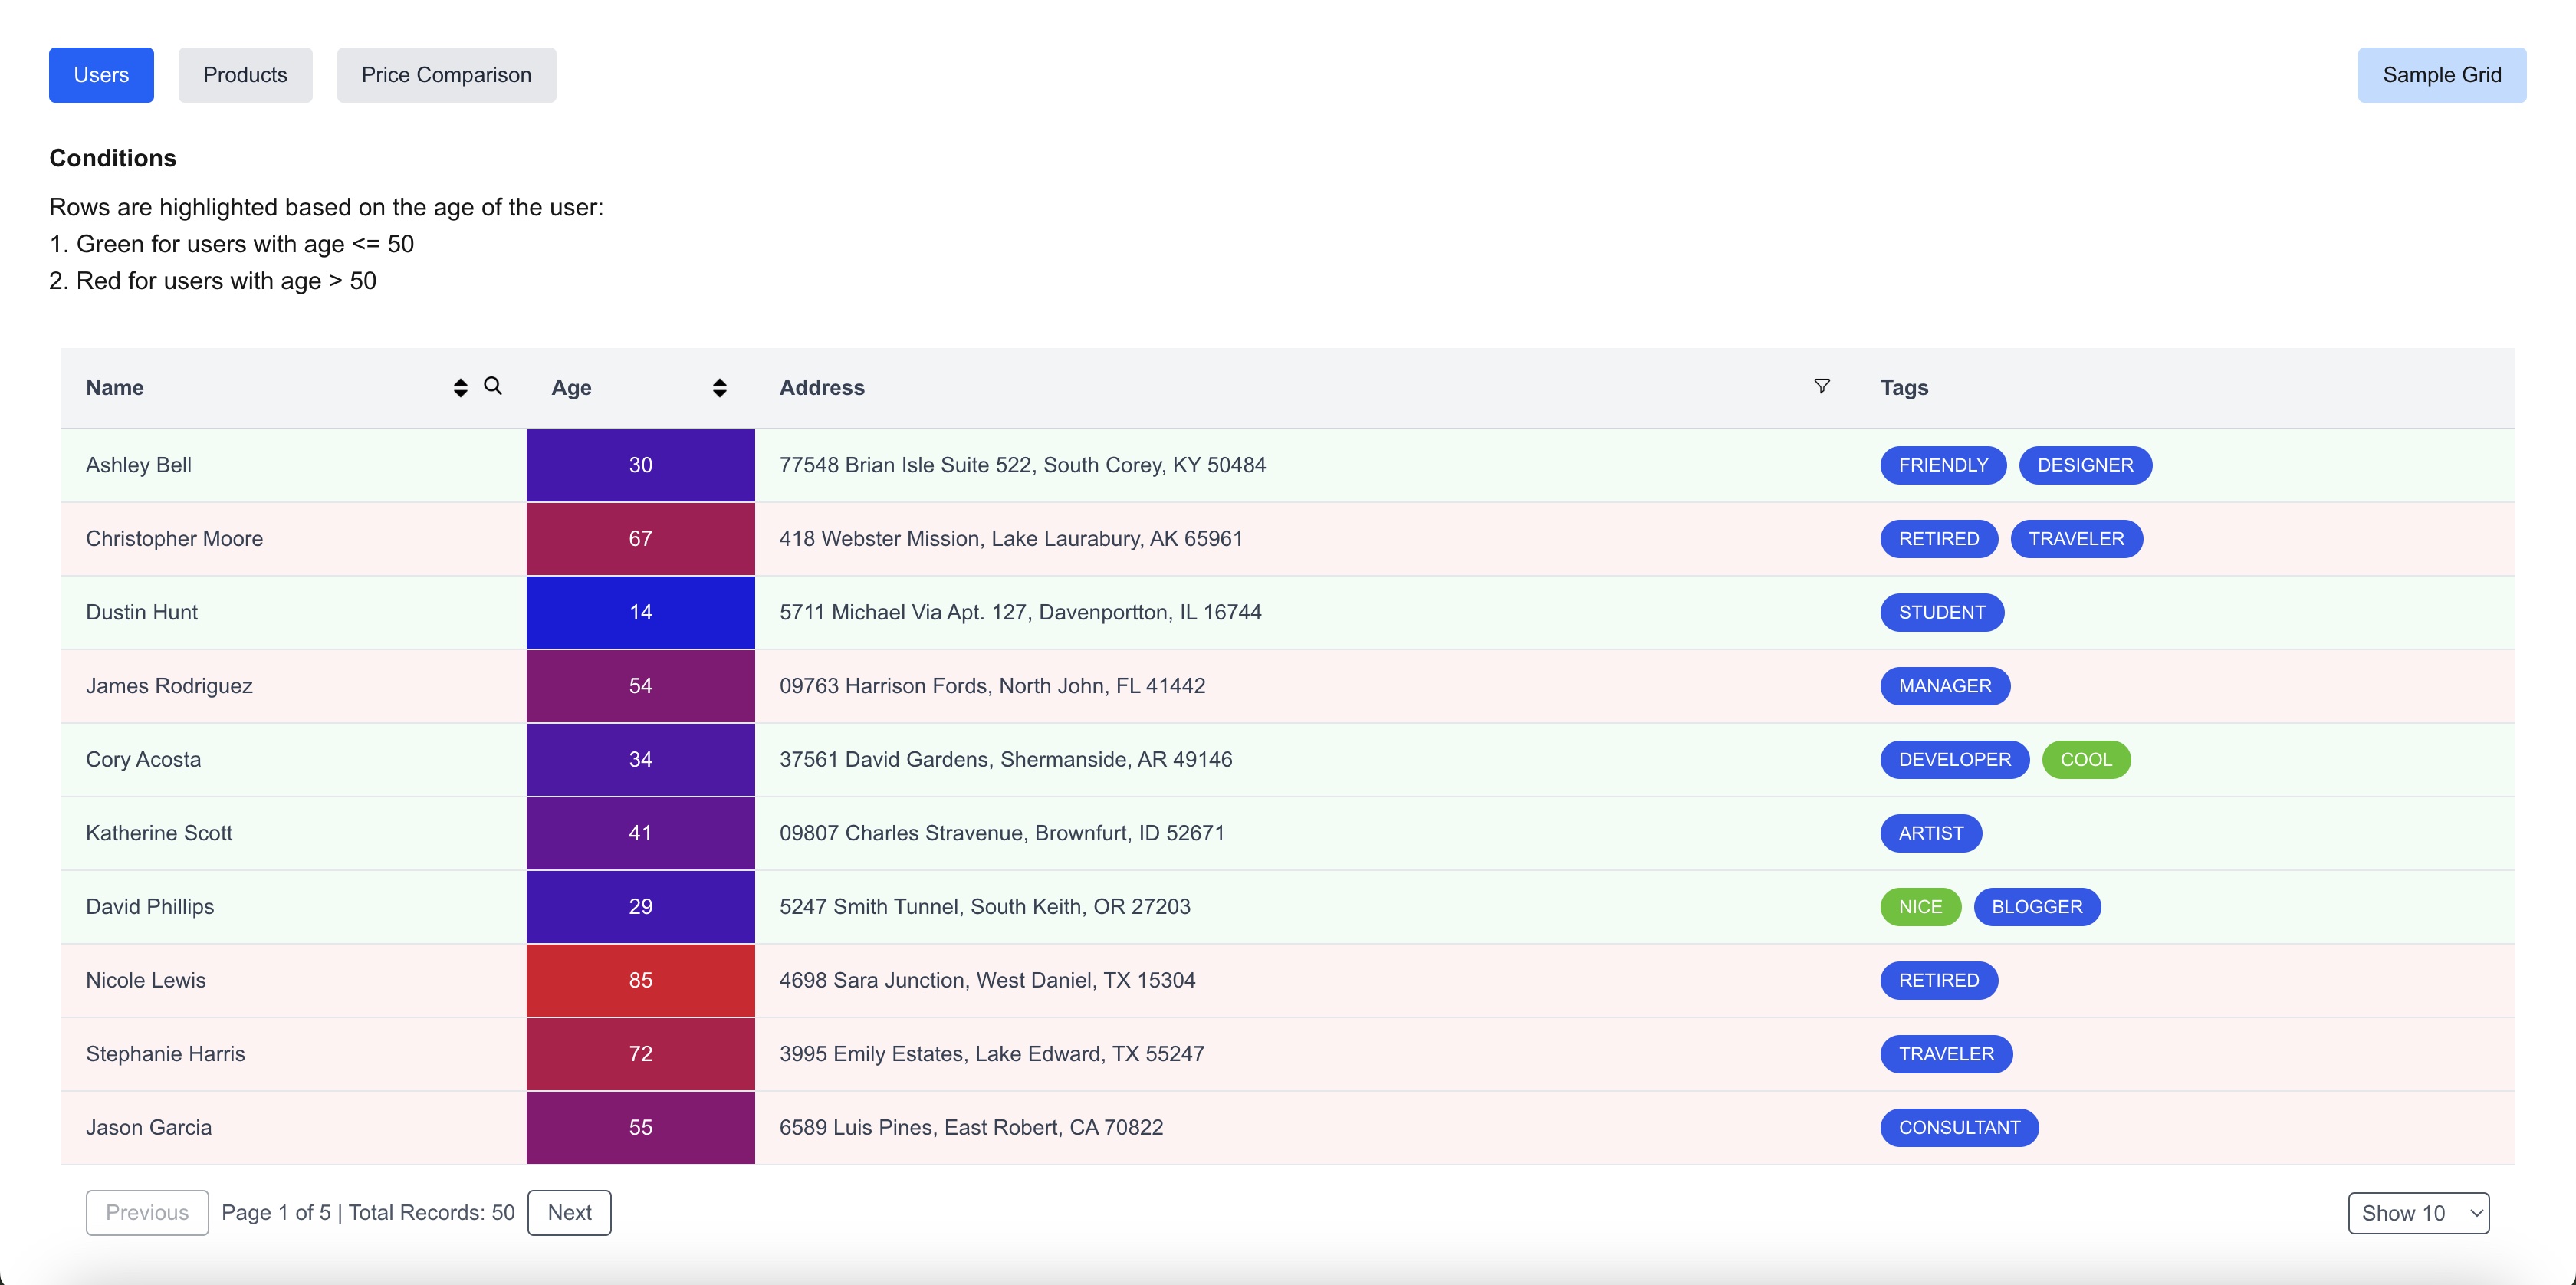 Users Products Price Comparison Sample Grid
Conditions
Rows are highlighted based on the age of the user:
1. Green for users with age <= 50
2. Red for users with age > 50
Name Age Address Tags
Ashley Bell 30 77548 Brian Isle Suite 522, South Corey, KY 50484 FRIENDLY DESIGNER
Christopher Moore 67 418 Webster Mission, Lake Laurabury, AK 65961 RETIRED TRAVELER
Dustin Hunt 14 5711 Michael Via Apt. 127, Davenportton, IL 16744 STUDENT
James Rodriguez 54 09763 Harrison Fords, North John, FL 41442 MANAGER
Cory Acosta 34 37561 David Gardens, Shermanside, AR 49146 DEVELOPER COOL
Katherine Scott 41 09807 Charles Stravenue, Brownfurt, ID 52671 ARTIST
David Phillips 29 5247 Smith Tunnel, South Keith, OR 27203 NICE BLOGGER
Nicole Lewis 85 4698 Sara Junction, West Daniel, TX 15304 RETIRED
Stephanie Harris 72 3995 Emily Estates, Lake Edward, TX 55247 TRAVELER
Jason Garcia 55 6589 Luis Pines, East Robert, CA 70822 CONSULTANT
Previous Page 1 of 5 | Total Records: 50 Next Show 10